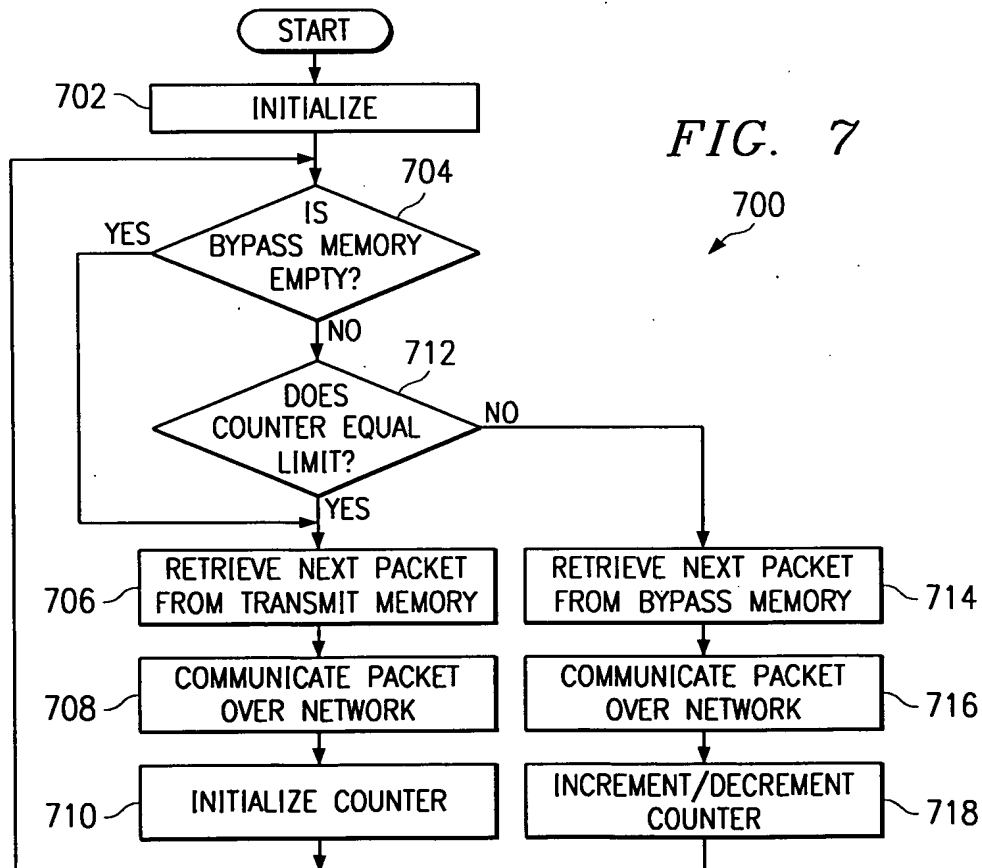 START
702
INITIALIZE
FIG. 7
700
704
IS
BYPASS MEMORY
EMPTY?
YES
NO
712
DOES
COUNTER EQUAL
LIMIT?
NO
YES
706
RETRIEVE NEXT PACKET
FROM TRANSMIT MEMORY
RETRIEVE NEXT PACKET
FROM BYPASS MEMORY
714
708
COMMUNICATE PACKET
OVER NETWORK
COMMUNICATE PACKET
OVER NETWORK
716
710
INITIALIZE COUNTER
INCREMENT/DECREMENT
COUNTER
718